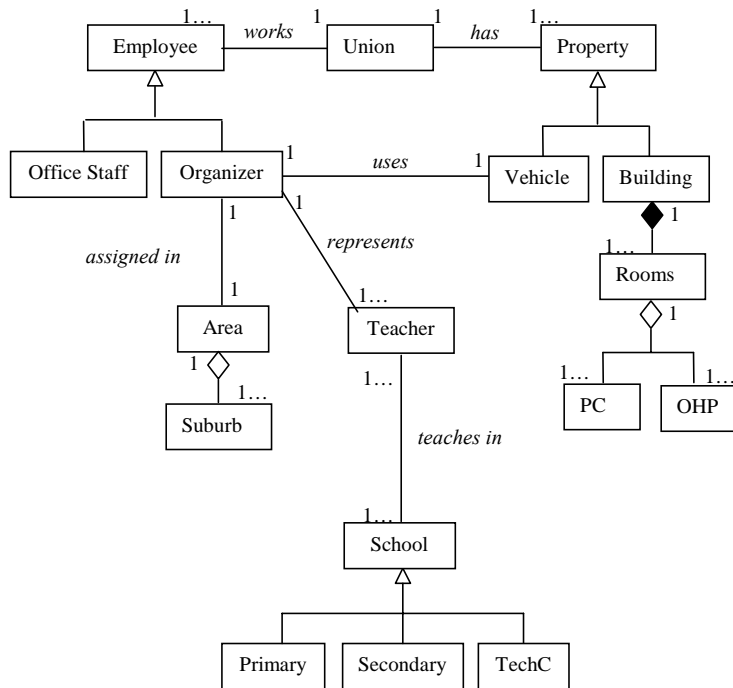 1… 1 1 1…
works has
Employee Union Property
1 1
uses
Office Staff Organizer Vehicle Building
1 1 1
represents
assigned in 1…
Rooms
1 1… 1
Area Teacher
1 1… 1… 1…
1…
PC OHP
Suburb
teaches in
1…
School
Primary Secondary TechC